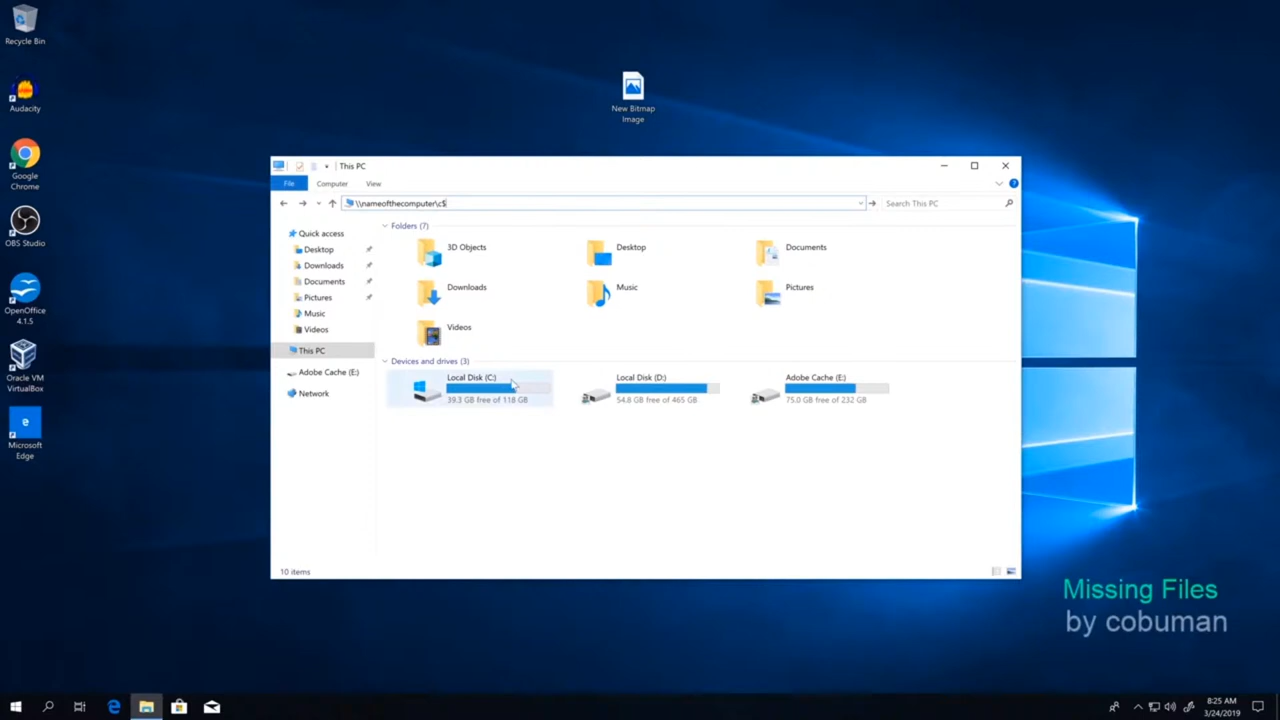 Recycle Bin
Audacity
Google
Chrome
OBS Studio
OpenOffice
4.1.5
Oracle VM
VirtualBox
e
Microsoft
Edge
New Bitmap
Image
This PC
File
Computer
View
\\nameofthecomputer\c$
Search This PC
Quick access
Desktop
Downloads
Documents
Pictures
Music
Videos
This PC
Adobe Cache (E:)
Network
Folders (7)
3D Objects
Desktop
Documents
Downloads
Music
Pictures
Videos
Devices and drives (3)
Local Disk (C:)
39.3 GB free of 118 GB
Local Disk (D:)
54.8 GB free of 465 GB
Adobe Cache (E:)
75.0 GB free of 232 GB
10 items
Missing Files
by cobuman
8:25 AM
3/24/2019